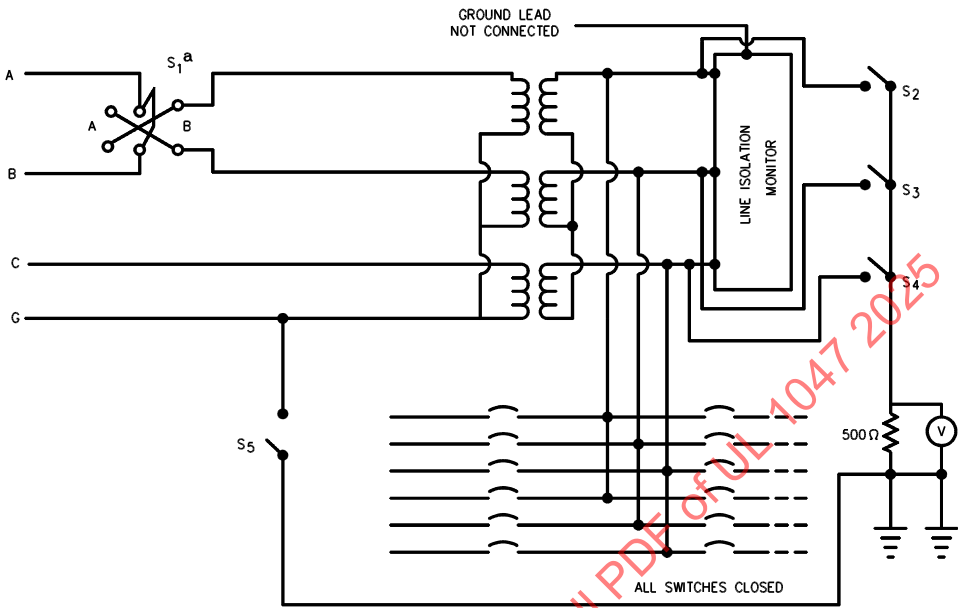 GROUND LEAD
NOT CONNECTED
S1a
A
A
B
B
C
G
S2
S3
S4
LINE ISOLATION
MONITOR
S5
500Ω
V
ALL SWITCHES CLOSED
ll PDF of UL 1047 2025